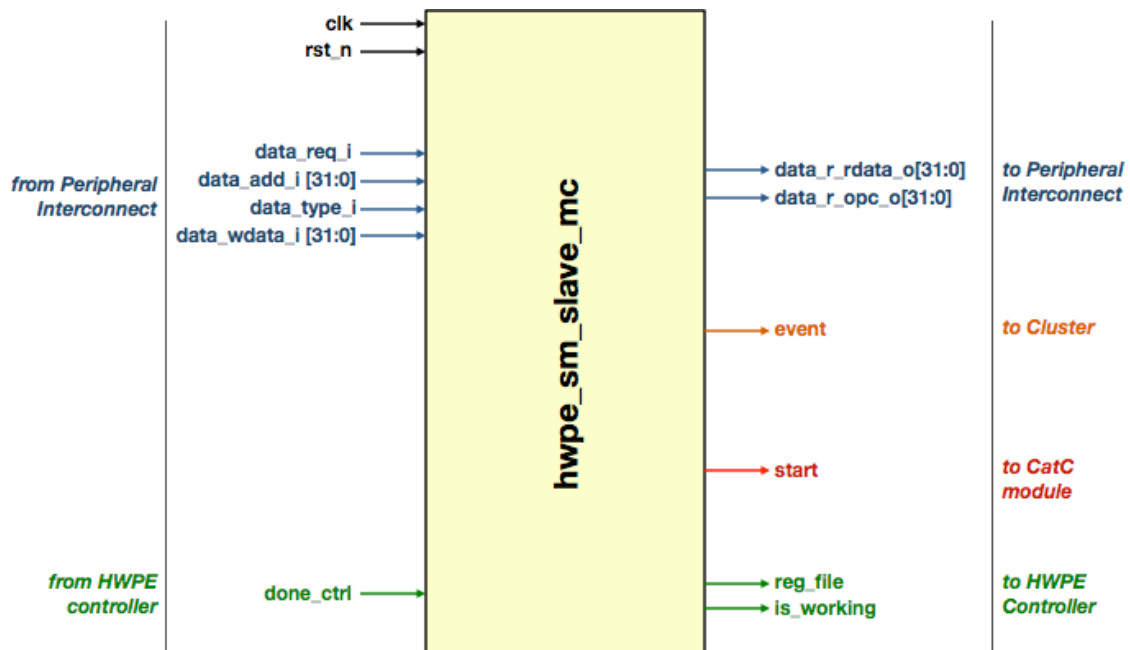 clk
rst_n
from Peripheral
Interconnect
data_req_i
data_add_i [31:0]
data_type_i
data_wdata_i [31:0]
hwpe_sm_slave_mc
data_r_rdata_o[31:0]
data_r_opc_o[31:0]
to Peripheral
Interconnect
event
to Cluster
start
to CatC
module
from HWPE
controller
done_ctrl
reg_file
is_working
to HWPE
Controller